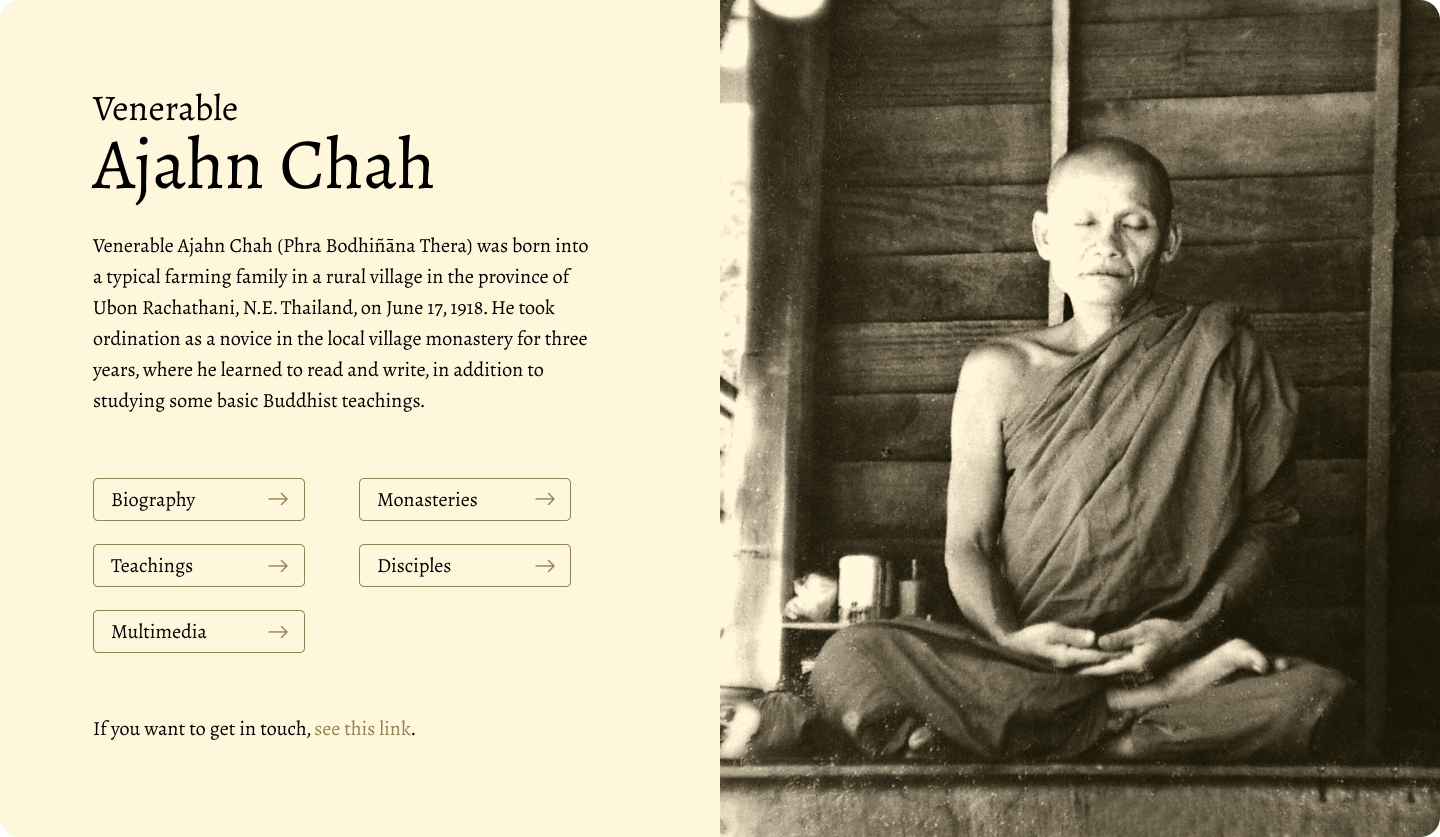 Venerable
Ajahn Chah
Venerable Ajahn Chah (Phra Bodhiñāna Thera) was born into
a typical farming family in a rural village in the province of
Ubon Rachathani, N.E. Thailand, on June 17, 1918. He took
ordination as a novice in the local village monastery for three
years, where he learned to read and write, in addition to
studying some basic Buddhist teachings.
Biography
Monasteries
Teachings
Disciples
Multimedia
If you want to get in touch, see this link.